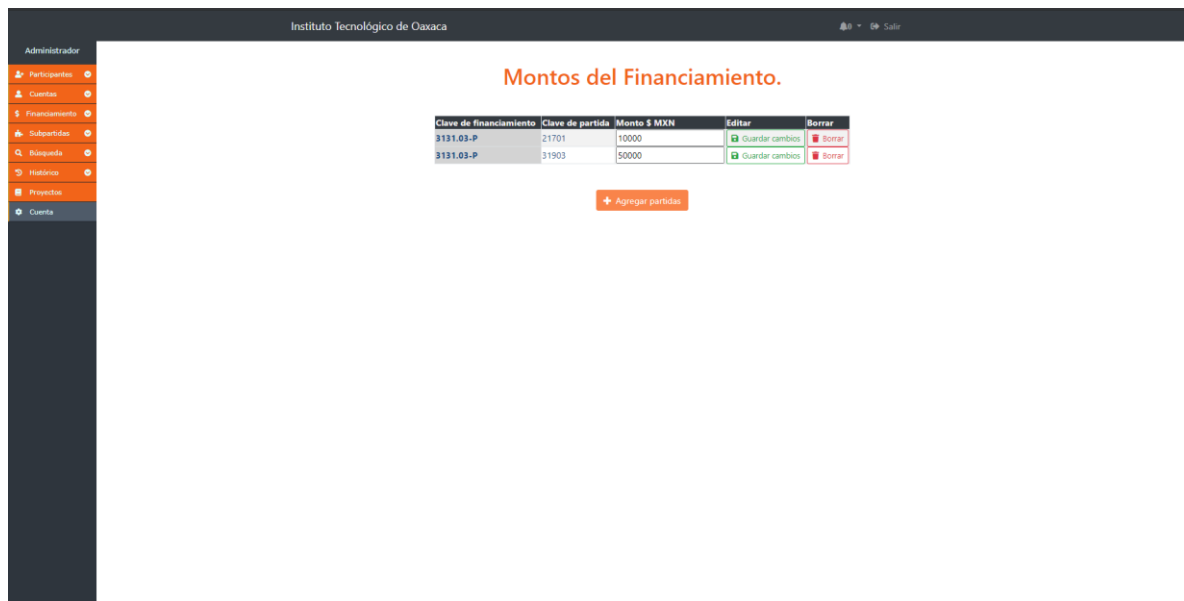 Instituto Tecnológico de Oaxaca
0 Salir
Administrador
Participantes
Cuentas
$ Financiamiento
Subpartidas
Búsqueda
Histórico
Proyectos
Cuenta
Montos del Financiamiento.
Clave de financiamiento Clave de partida Monto $ MXN Editar Borrar
3131.03-P 21701 10000 Guardar cambios Borrar
3131.03-P 31903 50000 Guardar cambios Borrar
Agregar partidas